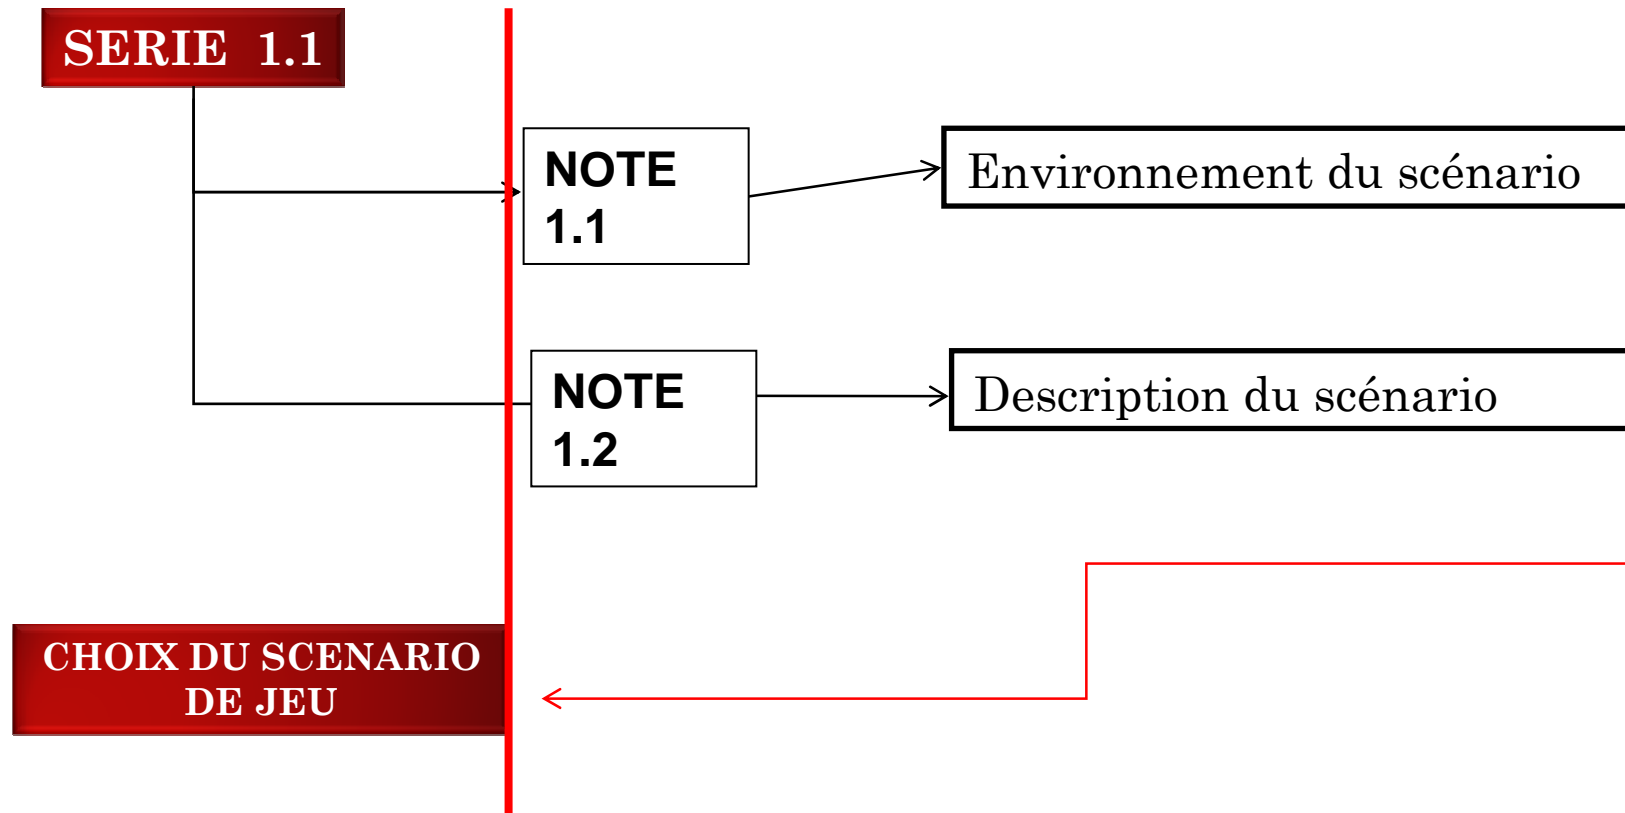 SERIE 1.1
NOTE
1.1
Environnement du scénario
NOTE
1.2
Description du scénario
CHOIX DU SCENARIO
DE JEU